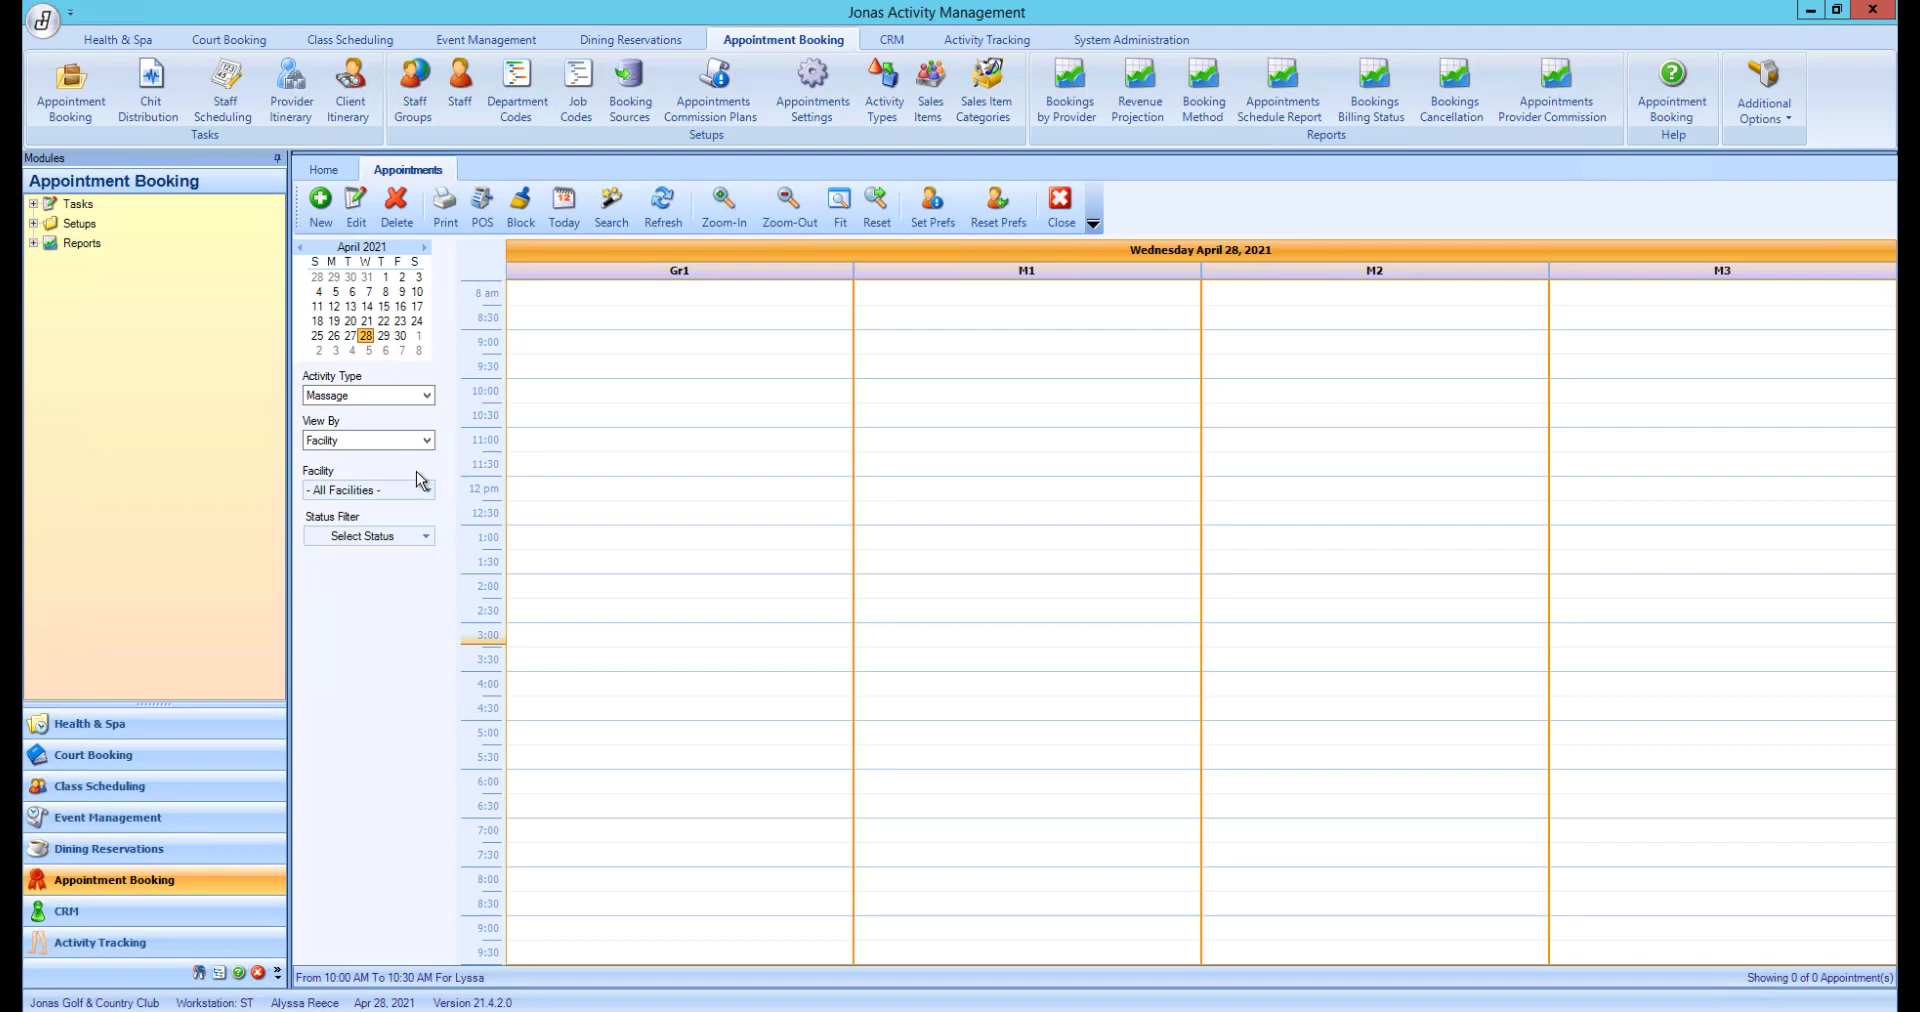 Jonas Activity Management
Health & Spa Court Booking Class Scheduling Event Management Dining Reservations Appointment Booking CRM Activity Tracking System Administration
Appointment Booking Chit Distribution Staff Scheduling Provider Itinerary Client Itinerary Staff Groups Staff Department Codes Job Codes Booking Sources Appointments Commission Plans Appointments Settings Activity Types Sales Items Sales Item Categories Bookings by Provider Revenue Projection Booking Method Appointments Schedule Report Bookings Billing Status Bookings Cancellation Appointments Provider Commission Appointment Booking Additional Options
Tasks Setups Reports Help
Modules
Appointment Booking
Tasks
Setups
Reports
Home Appointments
New Edit Delete Print POS Block Today Search Refresh Zoom-In Zoom-Out Fit Reset Set Prefs Reset Prefs Close
April 2021
S M T W T F S
28 29 30 31 1 2 3
4 5 6 7 8 9 10
11 12 13 14 15 16 17
18 19 20 21 22 23 24
25 26 27 28 29 30 1
2 3 4 5 6 7 8
Activity Type
Massage
View By
Facility
Facility
- All Facilities -
Status Filter
Select Status
Wednesday April 28, 2021
Gr1 M1 M2 M3
8 am
8:30
9:00
9:30
10:00
10:30
11:00
11:30
12 pm
12:30
1:00
1:30
2:00
2:30
3:00
3:30
4:00
4:30
5:00
5:30
6:00
6:30
7:00
7:30
8:00
8:30
9:00
9:30
Health & Spa
Court Booking
Class Scheduling
Event Management
Dining Reservations
Appointment Booking
CRM
Activity Tracking
From 10:00 AM To 10:30 AM For Lyssa Showing 0 of 0 Appointment(s)
Jonas Golf & Country Club Workstation: ST Alyssa Reece Apr 28, 2021 Version 21.4.2.0